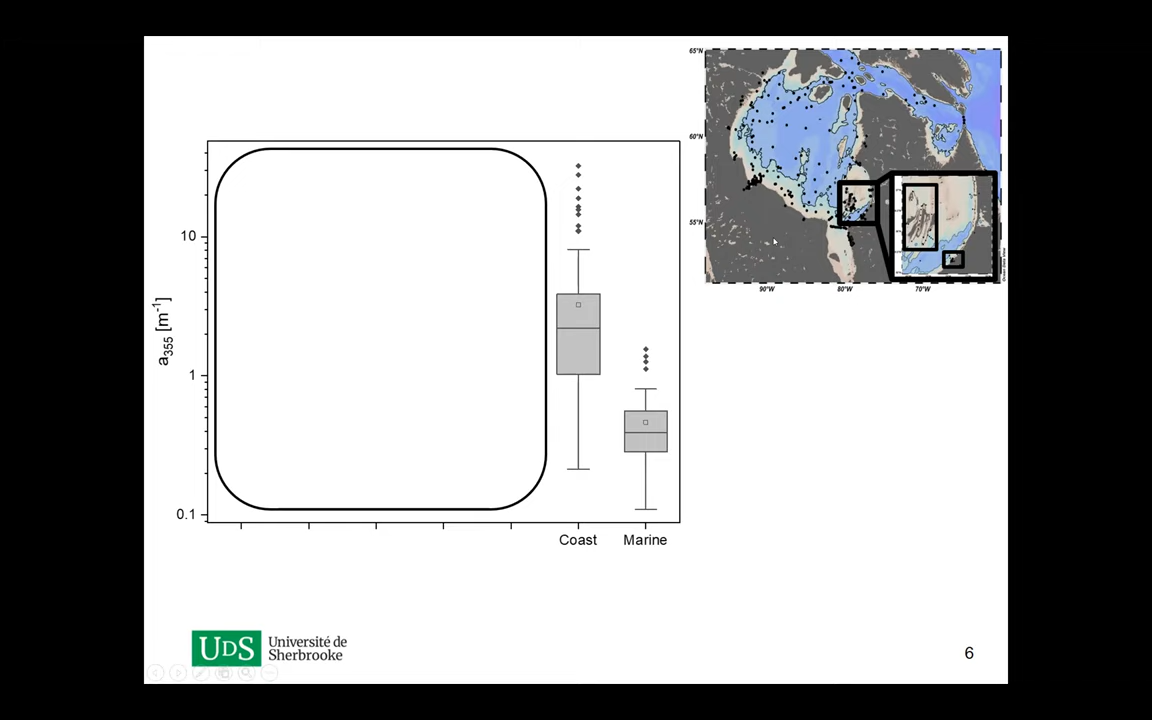 65°N
60°N
55°N
90°W
80°W
70°W
10
1
0.1
a355 [m-1]
Coast
Marine
UDS
Université de
Sherbrooke
6